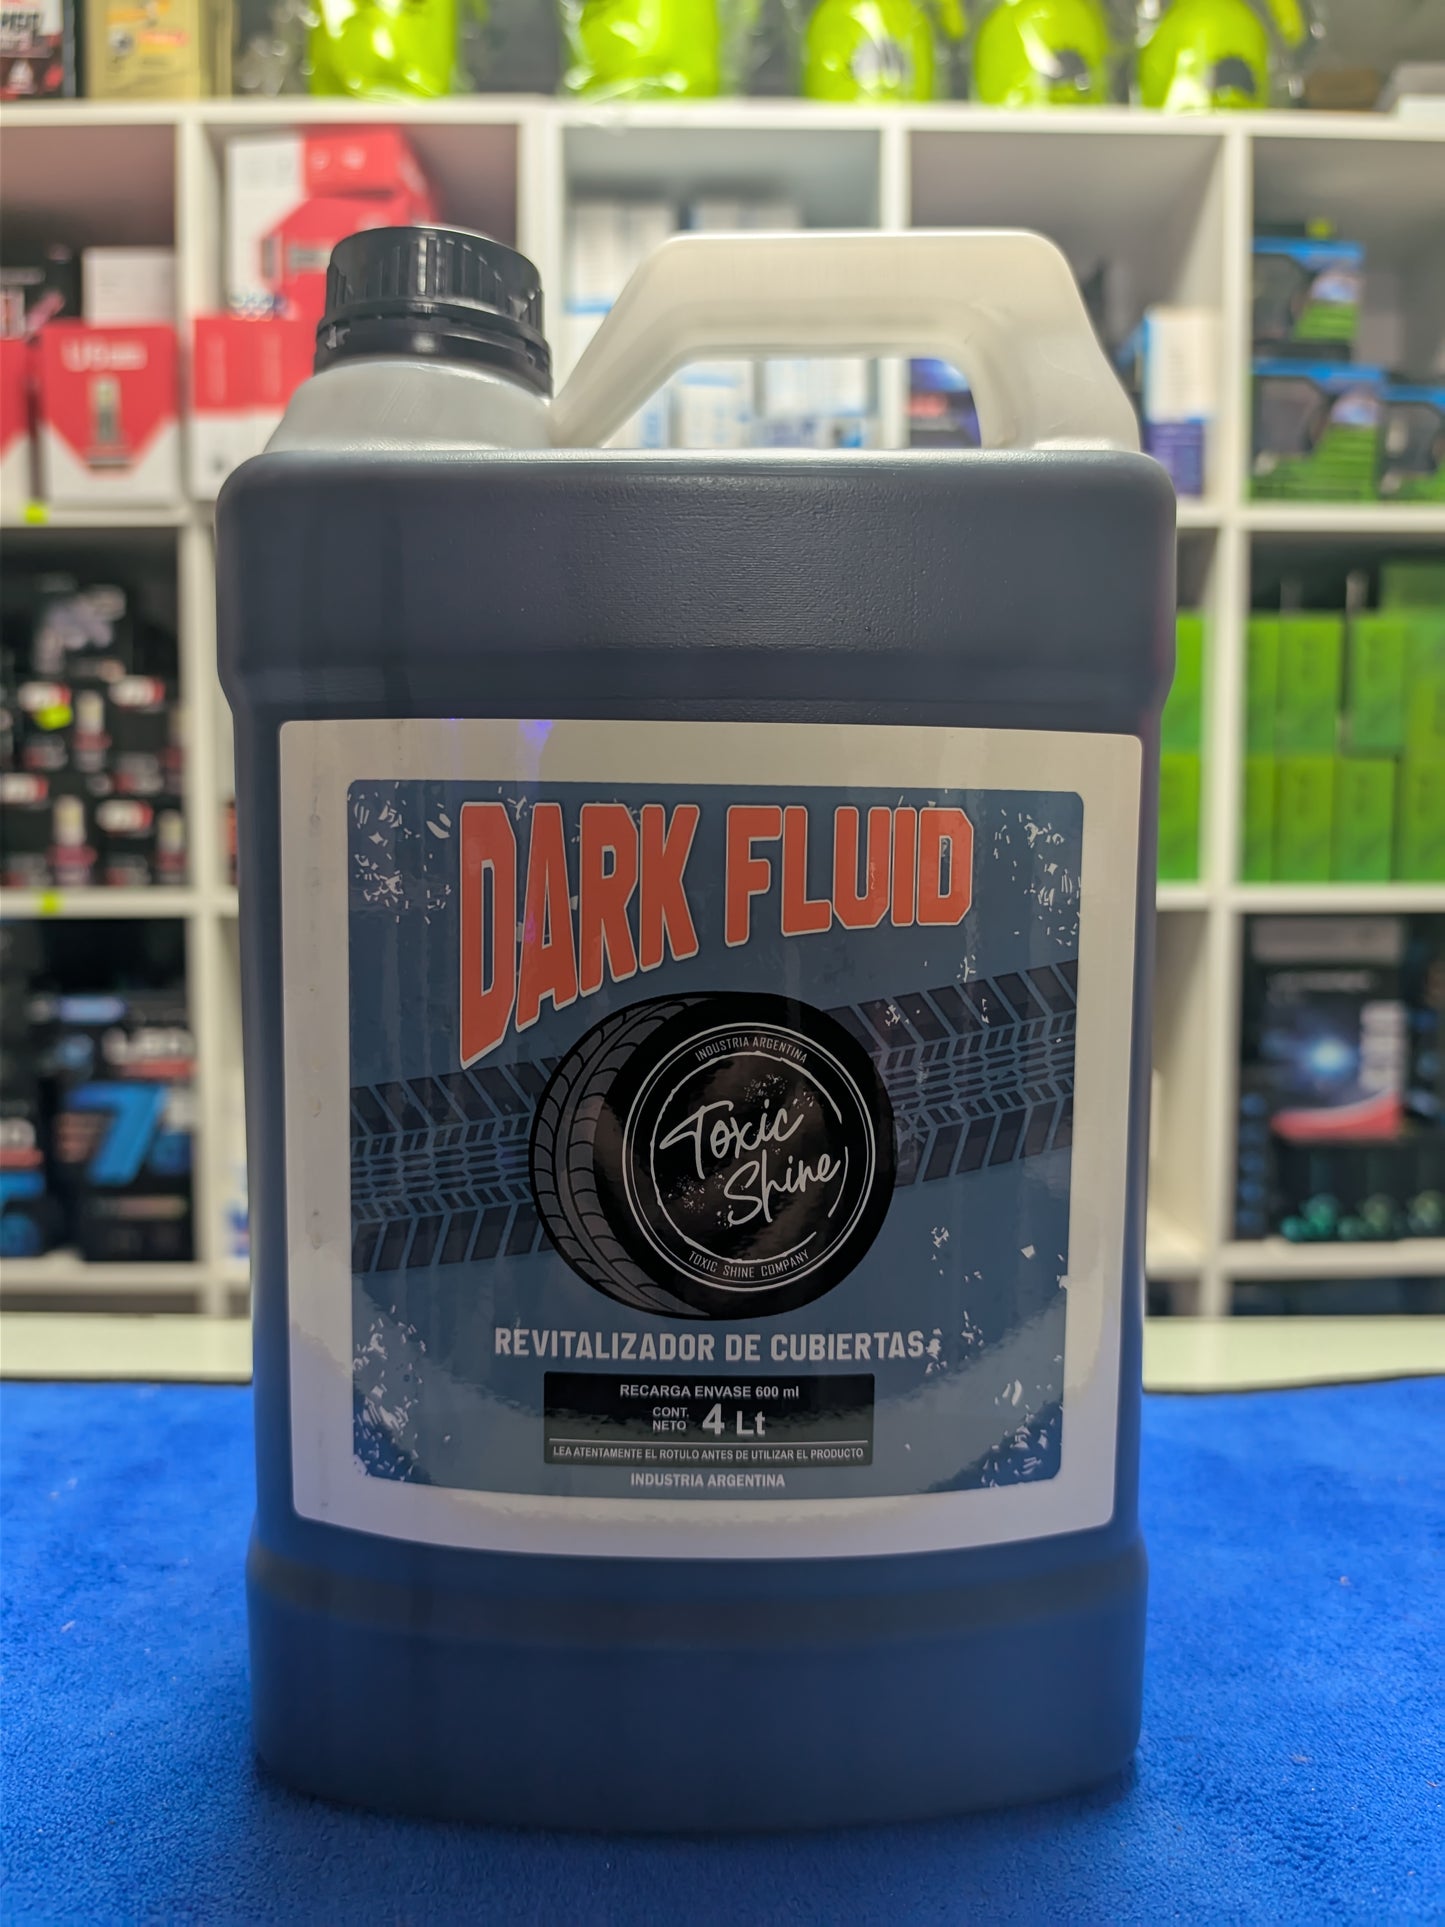 DARK FLUID
INDUSTRIA ARGENTINA
Toxic
Shine
TOXIC SHINE COMPANY
REVITALIZADOR DE CUBIERTAS
RECARGA ENVASE 600 ml
CONT.
NETO 4 Lt
LEA ATENTAMENTE EL ROTULO ANTES DE UTILIZAR EL PRODUCTO
INDUSTRIA ARGENTINA